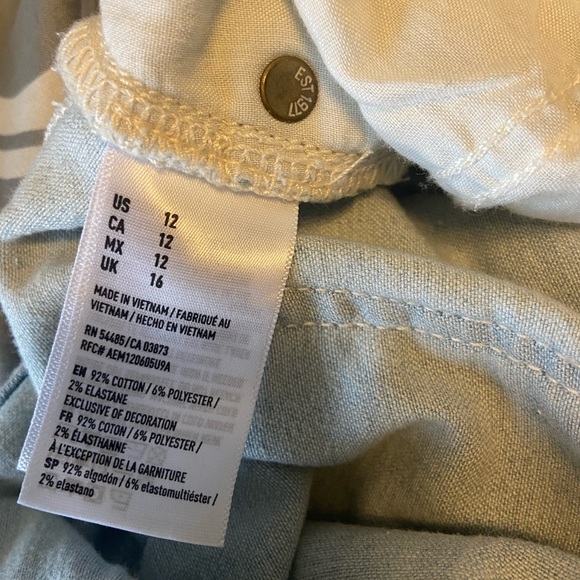 EST 1977
US 12
CA 12
MX 12
UK 16
MADE IN VIETNAM / FABRIQUÉ AU
VIETNAM / HECHO EN VIETNAM
RN 54485/CA 03873
RFC# AEM120605U9A
EN 92% COTTON / 6% POLYESTER /
2% ELASTANE
EXCLUSIVE OF DECORATION
FR 92% COTON / 6% POLYESTER /
2% ÉLASTHANNE
À L'EXCEPTION DE LA GARNITURE
SP 92% algodón / 6% elastomultiéster /
2% elastano